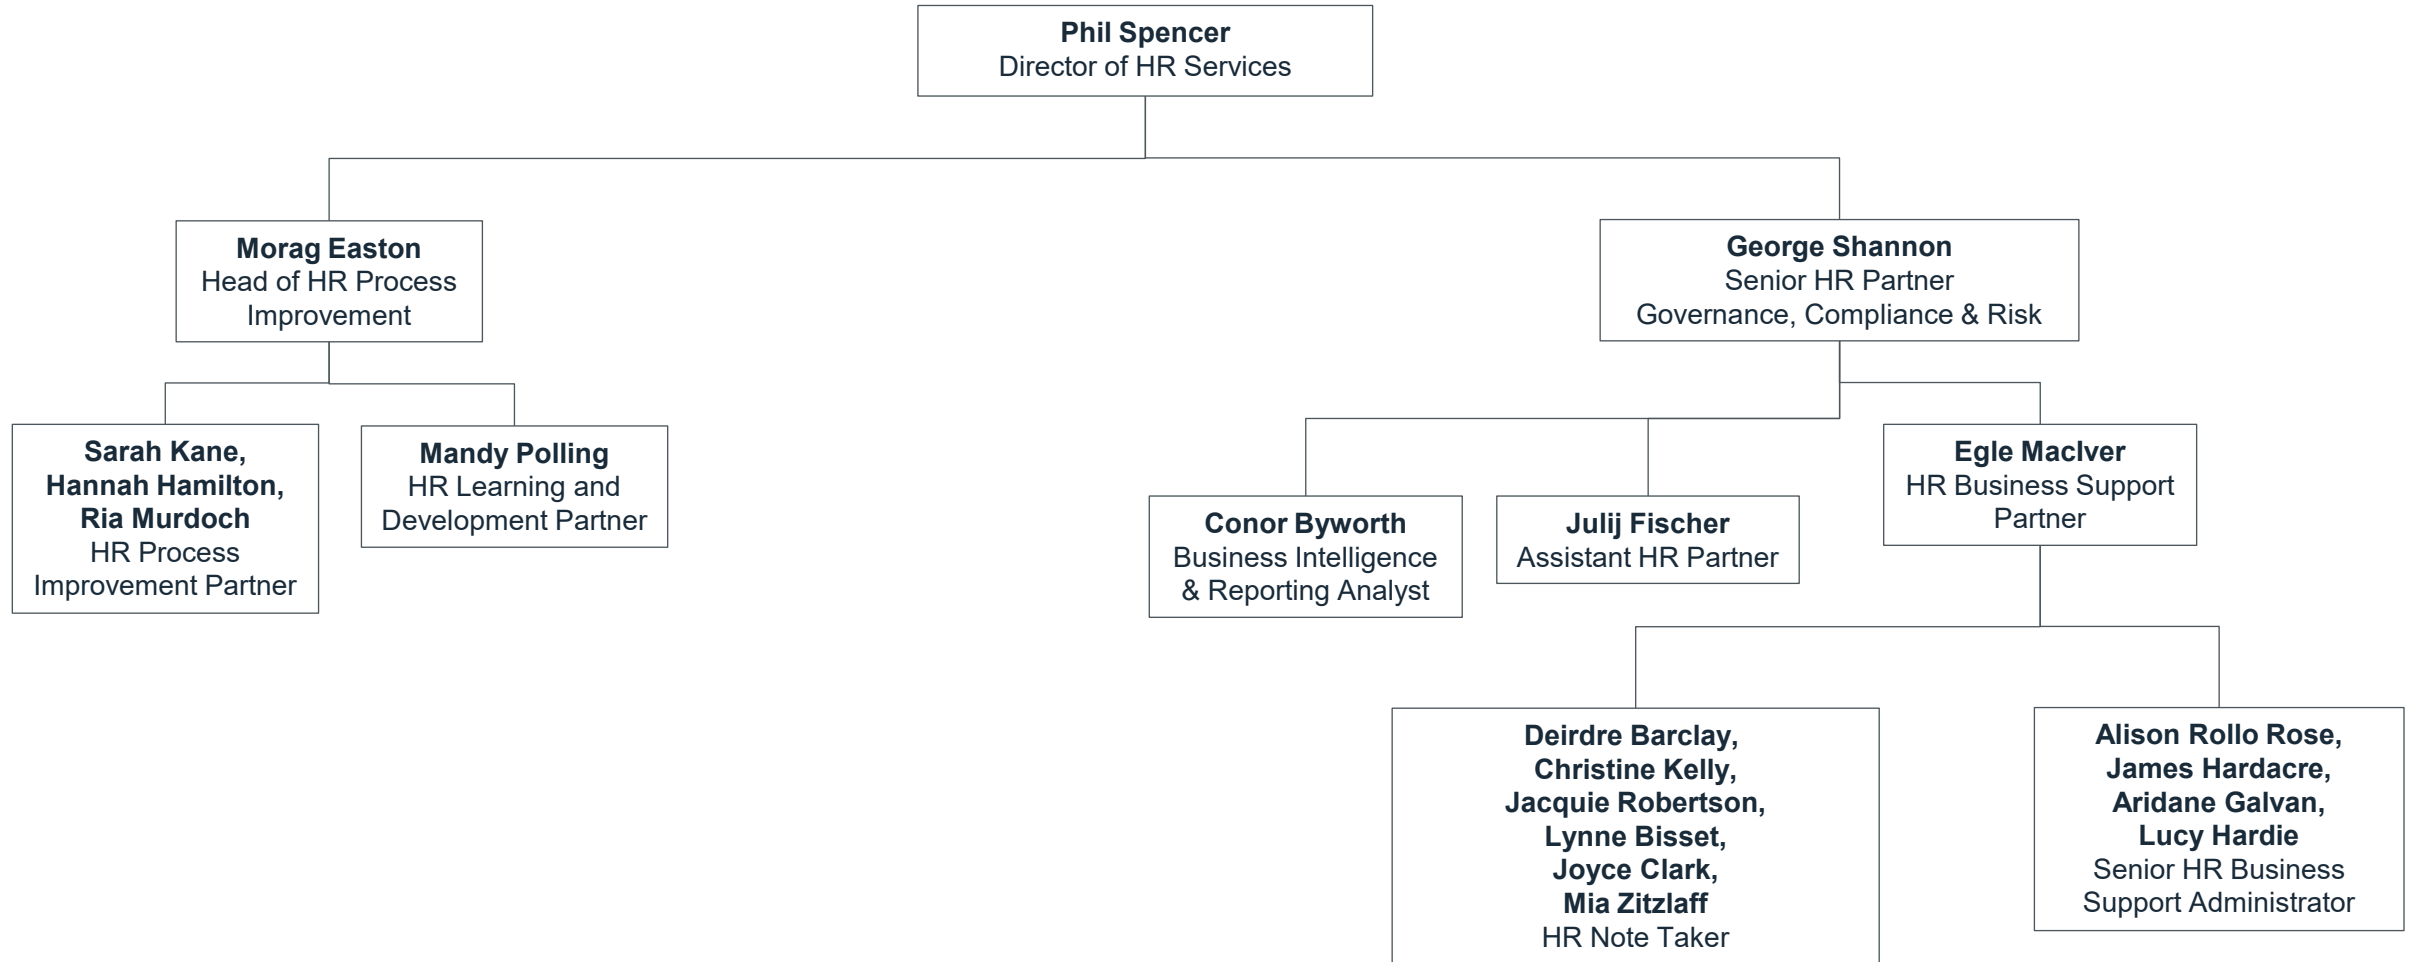 Phil Spencer
Director of HR Services
Morag Easton
Head of HR Process
Improvement
George Shannon
Senior HR Partner
Governance, Compliance & Risk
Sarah Kane,
Hannah Hamilton,
Ria Murdoch
HR Process
Improvement Partner
Mandy Polling
HR Learning and
Development Partner
Conor Byworth
Business Intelligence
& Reporting Analyst
Julij Fischer
Assistant HR Partner
Egle MacIver
HR Business Support
Partner
Deirdre Barclay,
Christine Kelly,
Jacquie Robertson,
Lynne Bisset,
Joyce Clark,
Mia Zitzlaff
HR Note Taker
Alison Rollo Rose,
James Hardacre,
Aridane Galvan,
Lucy Hardie
Senior HR Business
Support Administrator